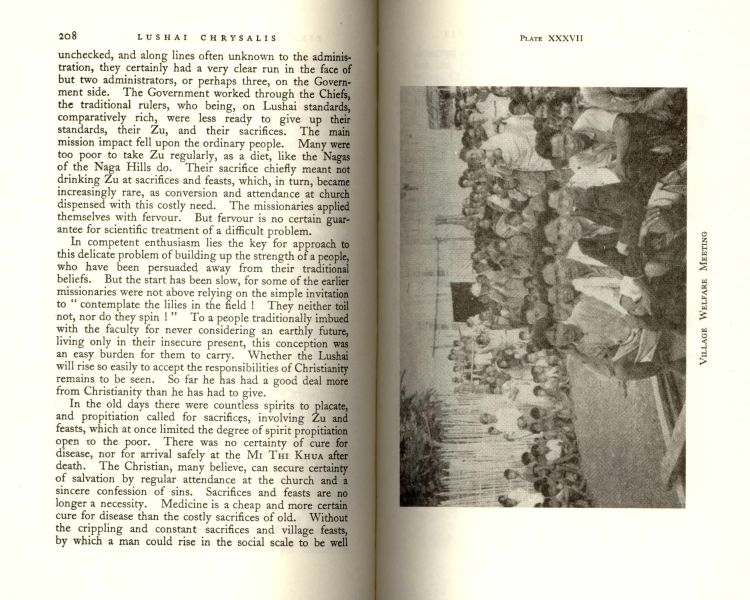 208 LUSHAI CHRYSALIS
unchecked, and along lines often unknown to the adminis-
tration, they certainly had a very clear run in the face of
but two administrators, or perhaps three, on the Govern-
ment side. The Government worked through the Chiefs,
the traditional rulers, who being, on Lushai standards,
comparatively rich, were less ready to give up their
standards, their Zu, and their sacrifices. The main
mission impact fell upon the ordinary people. Many were
too poor to take Zu regularly, as a diet, like the Nagas
of the Naga Hills do. Their sacrifice chiefly meant not
drinking Zu at sacrifices and feasts, which, in turn, became
increasingly rare, as conversion and attendance at church
dispensed with this costly need. The missionaries applied
themselves with fervour. But fervour is no certain guar-
antee for scientific treatment of a difficult problem.
In competent enthusiasm lies the key for approach to
this delicate problem of building up the strength of a people,
who have been persuaded away from their traditional
beliefs. But the start has been slow, for some of the earlier
missionaries were not above relying on the simple invitation
to " contemplate the lilies in the field ! They neither toil
not, nor do they spin ! " To a people traditionally imbued
with the faculty for never considering an earthly future,
living only in their insecure present, this conception was
an easy burden for them to carry. Whether the Lushai
will rise so easily to accept the responsibilities of Christianity
remains to be seen. So far he has had a good deal more
from Christianity than he has had to give.
In the old days there were countless spirits to placate,
and propitiation called for sacrifices, involving Zu and
feasts, which at once limited the degree of spirit propitiation
open to the poor. There was no certainty of cure for
disease, nor for arrival safely at the MI THI KHUA after
death. The Christian, many believe, can secure certainty
of salvation by regular attendance at the church and a
sincere confession of sins. Sacrifices and feasts are no
longer a necessity. Medicine is a cheap and more certain
cure for disease than the costly sacrifices of old. Without
the crippling and constant sacrifices and village feasts,
by which a man could rise in the social scale to be well
PLATE XXXVII
VILLAGE WELFARE MEETING